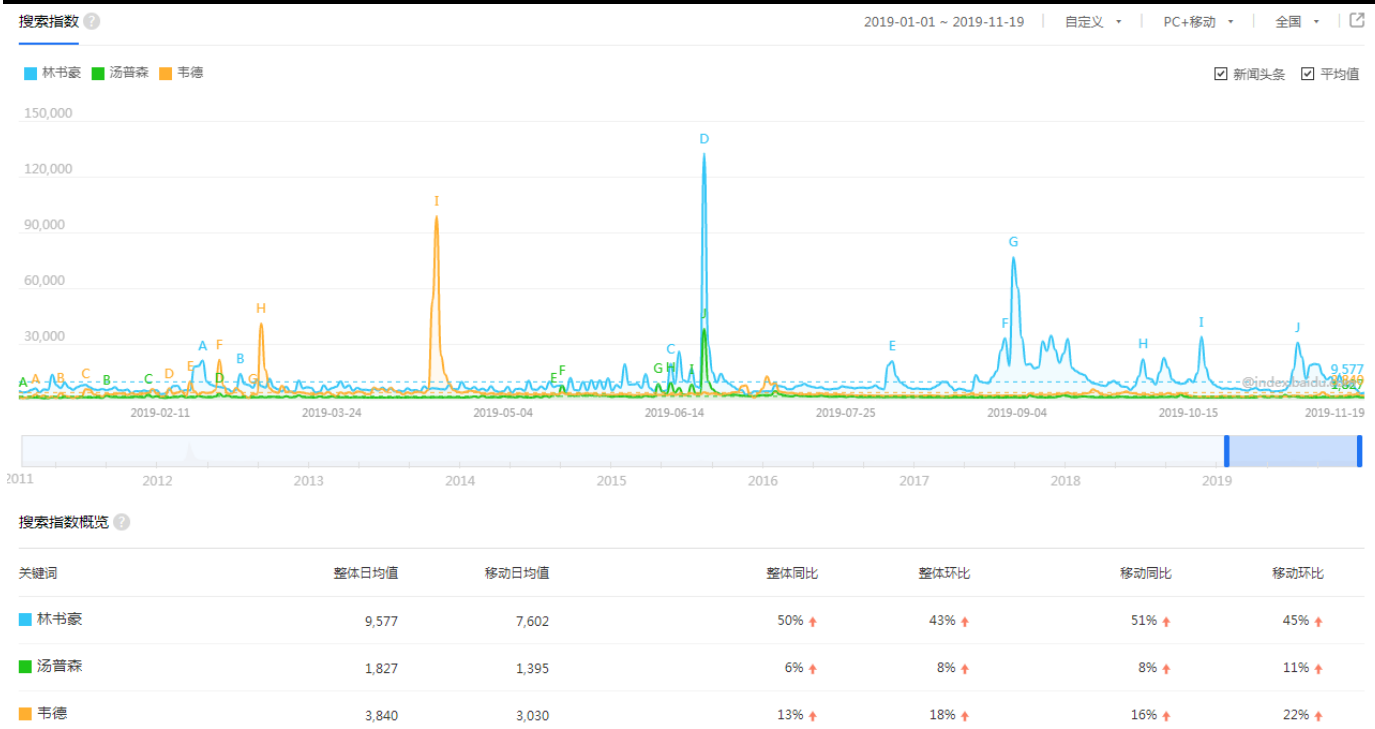 搜索指数 ?
2019-01-01 ~ 2019-11-19 自定义 PC+移动 全国
林书豪 汤普森 韦德
新闻头条 平均值
150,000
120,000
90,000
60,000
30,000
D
I
G
H
J
F
I
J
A
F
B
C
E
H
E
A
A
B
C
B
C
D
D
G
E
F
G
H
I
9,577
3,840
1,827
@index.baidu.com
2019-02-11 2019-03-24 2019-05-04 2019-06-14 2019-07-25 2019-09-04 2019-10-15 2019-11-19
2011 2012 2013 2014 2015 2016 2017 2018 2019
搜索指数概览 ?
关键词 整体日均值 移动日均值 整体同比 整体环比 移动同比 移动环比
林书豪 9,577 7,602 50% 43% 51% 45%
汤普森 1,827 1,395 6% 8% 8% 11%
韦德 3,840 3,030 13% 18% 16% 22%